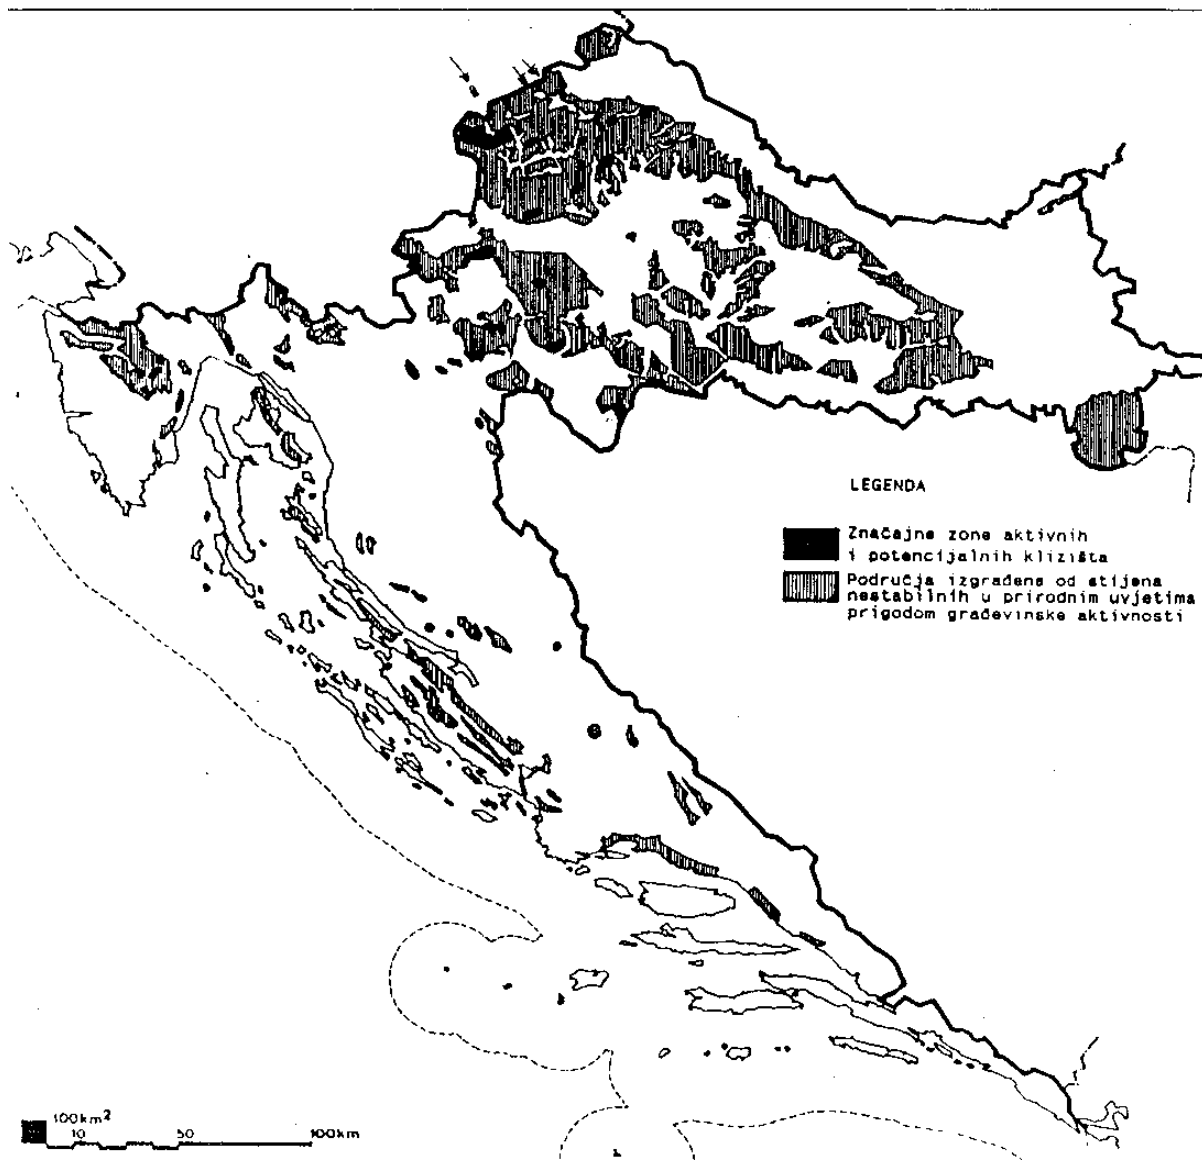 LEGENDA
Značajne zone aktivnih
i potencijalnih klizišta
Područja izgrađene od stijena
nestabilnih u prirodnim uvjetima
prigodom građevinske aktivnosti
100km²
10 50 100km